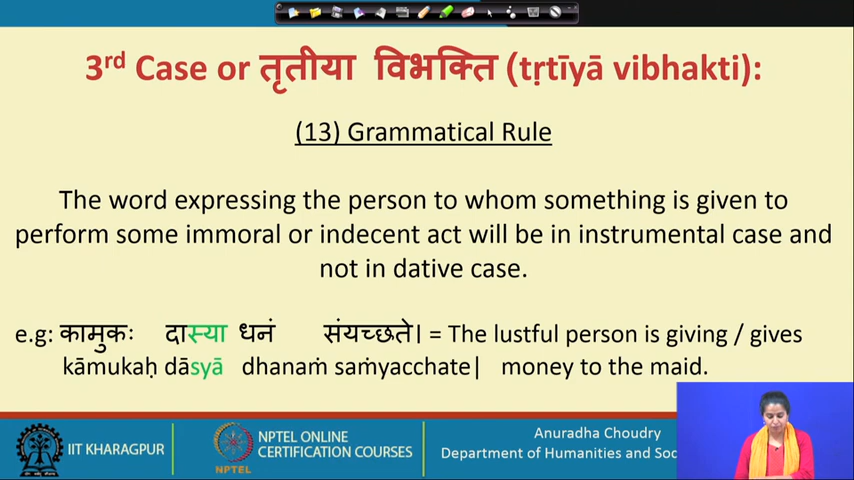 3rd Case or तृतीया विभक्ति (tṛtīyā vibhakti):
(13) Grammatical Rule
The word expressing the person to whom something is given to
perform some immoral or indecent act will be in instrumental case and
not in dative case.
e.g: कामुकः दास्या धनं संयच्छते| = The lustful person is giving / gives
kāmukaḥ dāsyā dhanaṁ saṁyacchate| money to the maid.
IIT KHARAGPUR
NPTEL
NPTEL ONLINE
CERTIFICATION COURSES
Anuradha Choudry
Department of Humanities and Soc